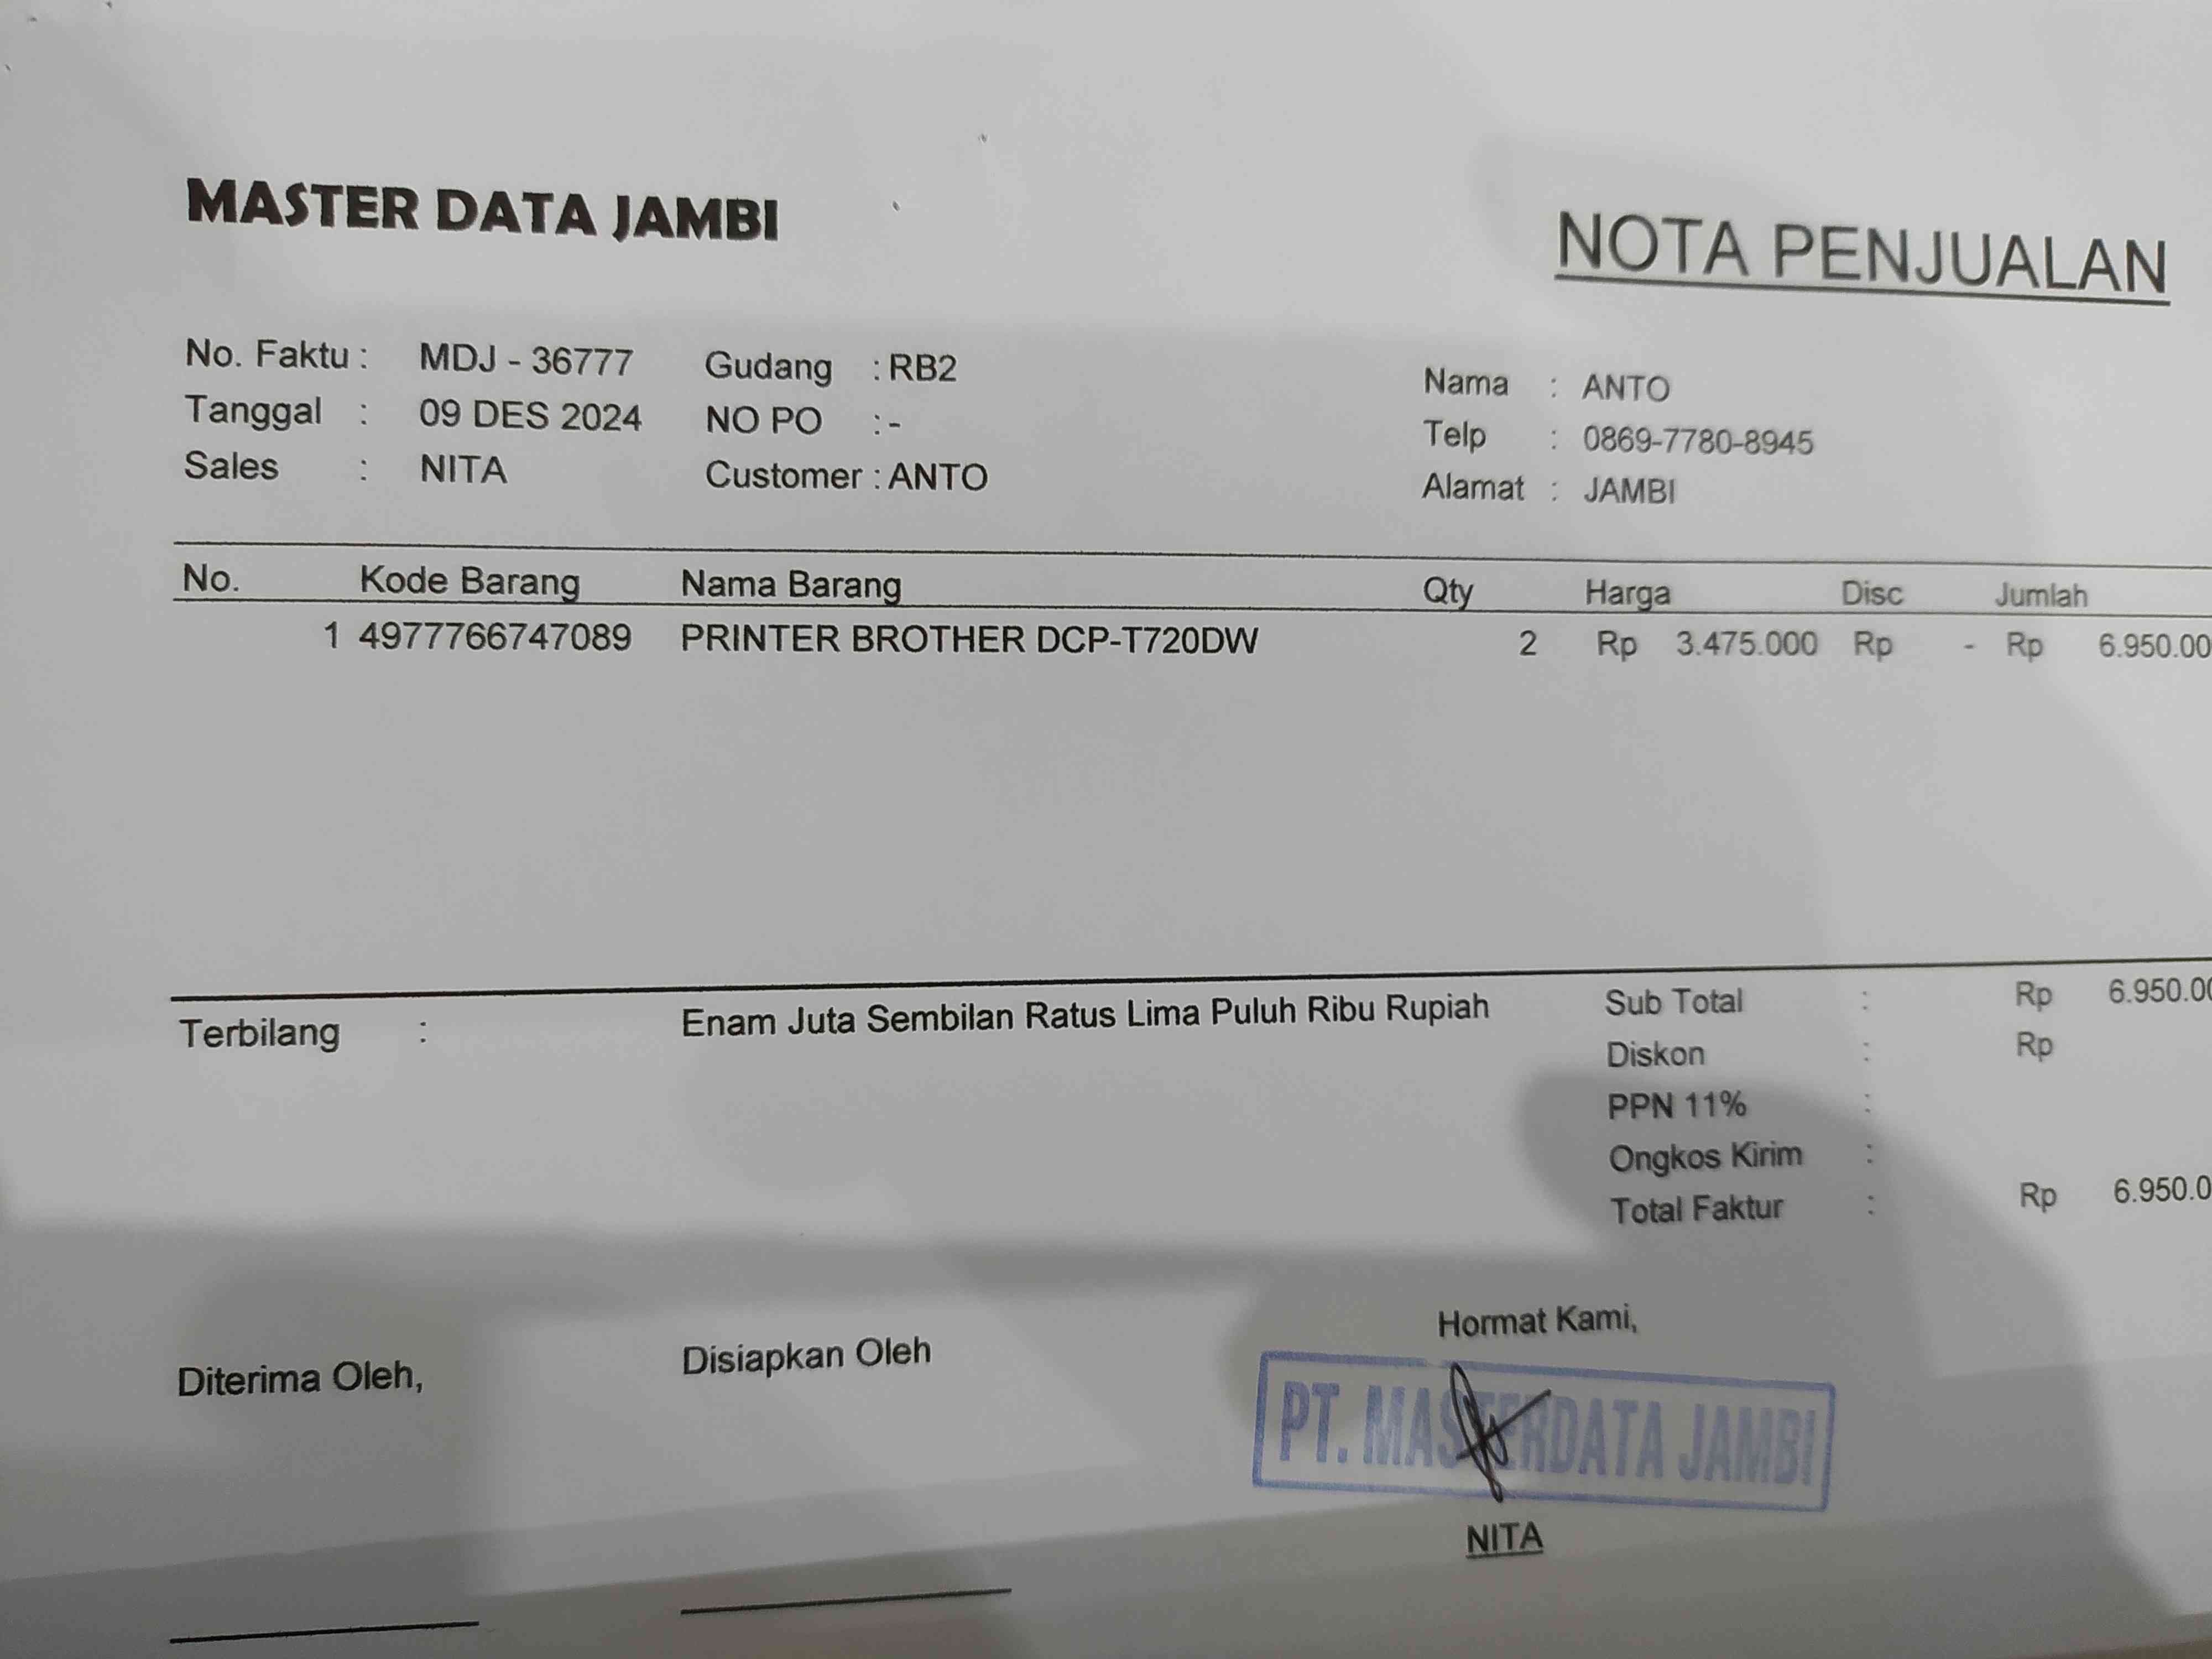 MASTER DATA JAMBI
NOTA PENJUALAN
No. Faktu : MDJ - 36777 Gudang : RB2
Tanggal : 09 DES 2024 NO PO : -
Sales : NITA Customer : ANTO
Nama : ANTO
Telp : 0869-7780-8945
Alamat : JAMBI
No. Kode Barang Nama Barang Qty Harga Disc Jumlah
1 4977766747089 PRINTER BROTHER DCP-T720DW 2 Rp 3.475.000 Rp - Rp 6.950.00
Terbilang : Enam Juta Sembilan Ratus Lima Puluh Ribu Rupiah
Sub Total : Rp 6.950.00
Diskon : Rp
PPN 11% :
Ongkos Kirim :
Total Faktur : Rp 6.950.0
Diterima Oleh,
Disiapkan Oleh
Hormat Kami,
PT. MASTERDATA JAMBI
NITA